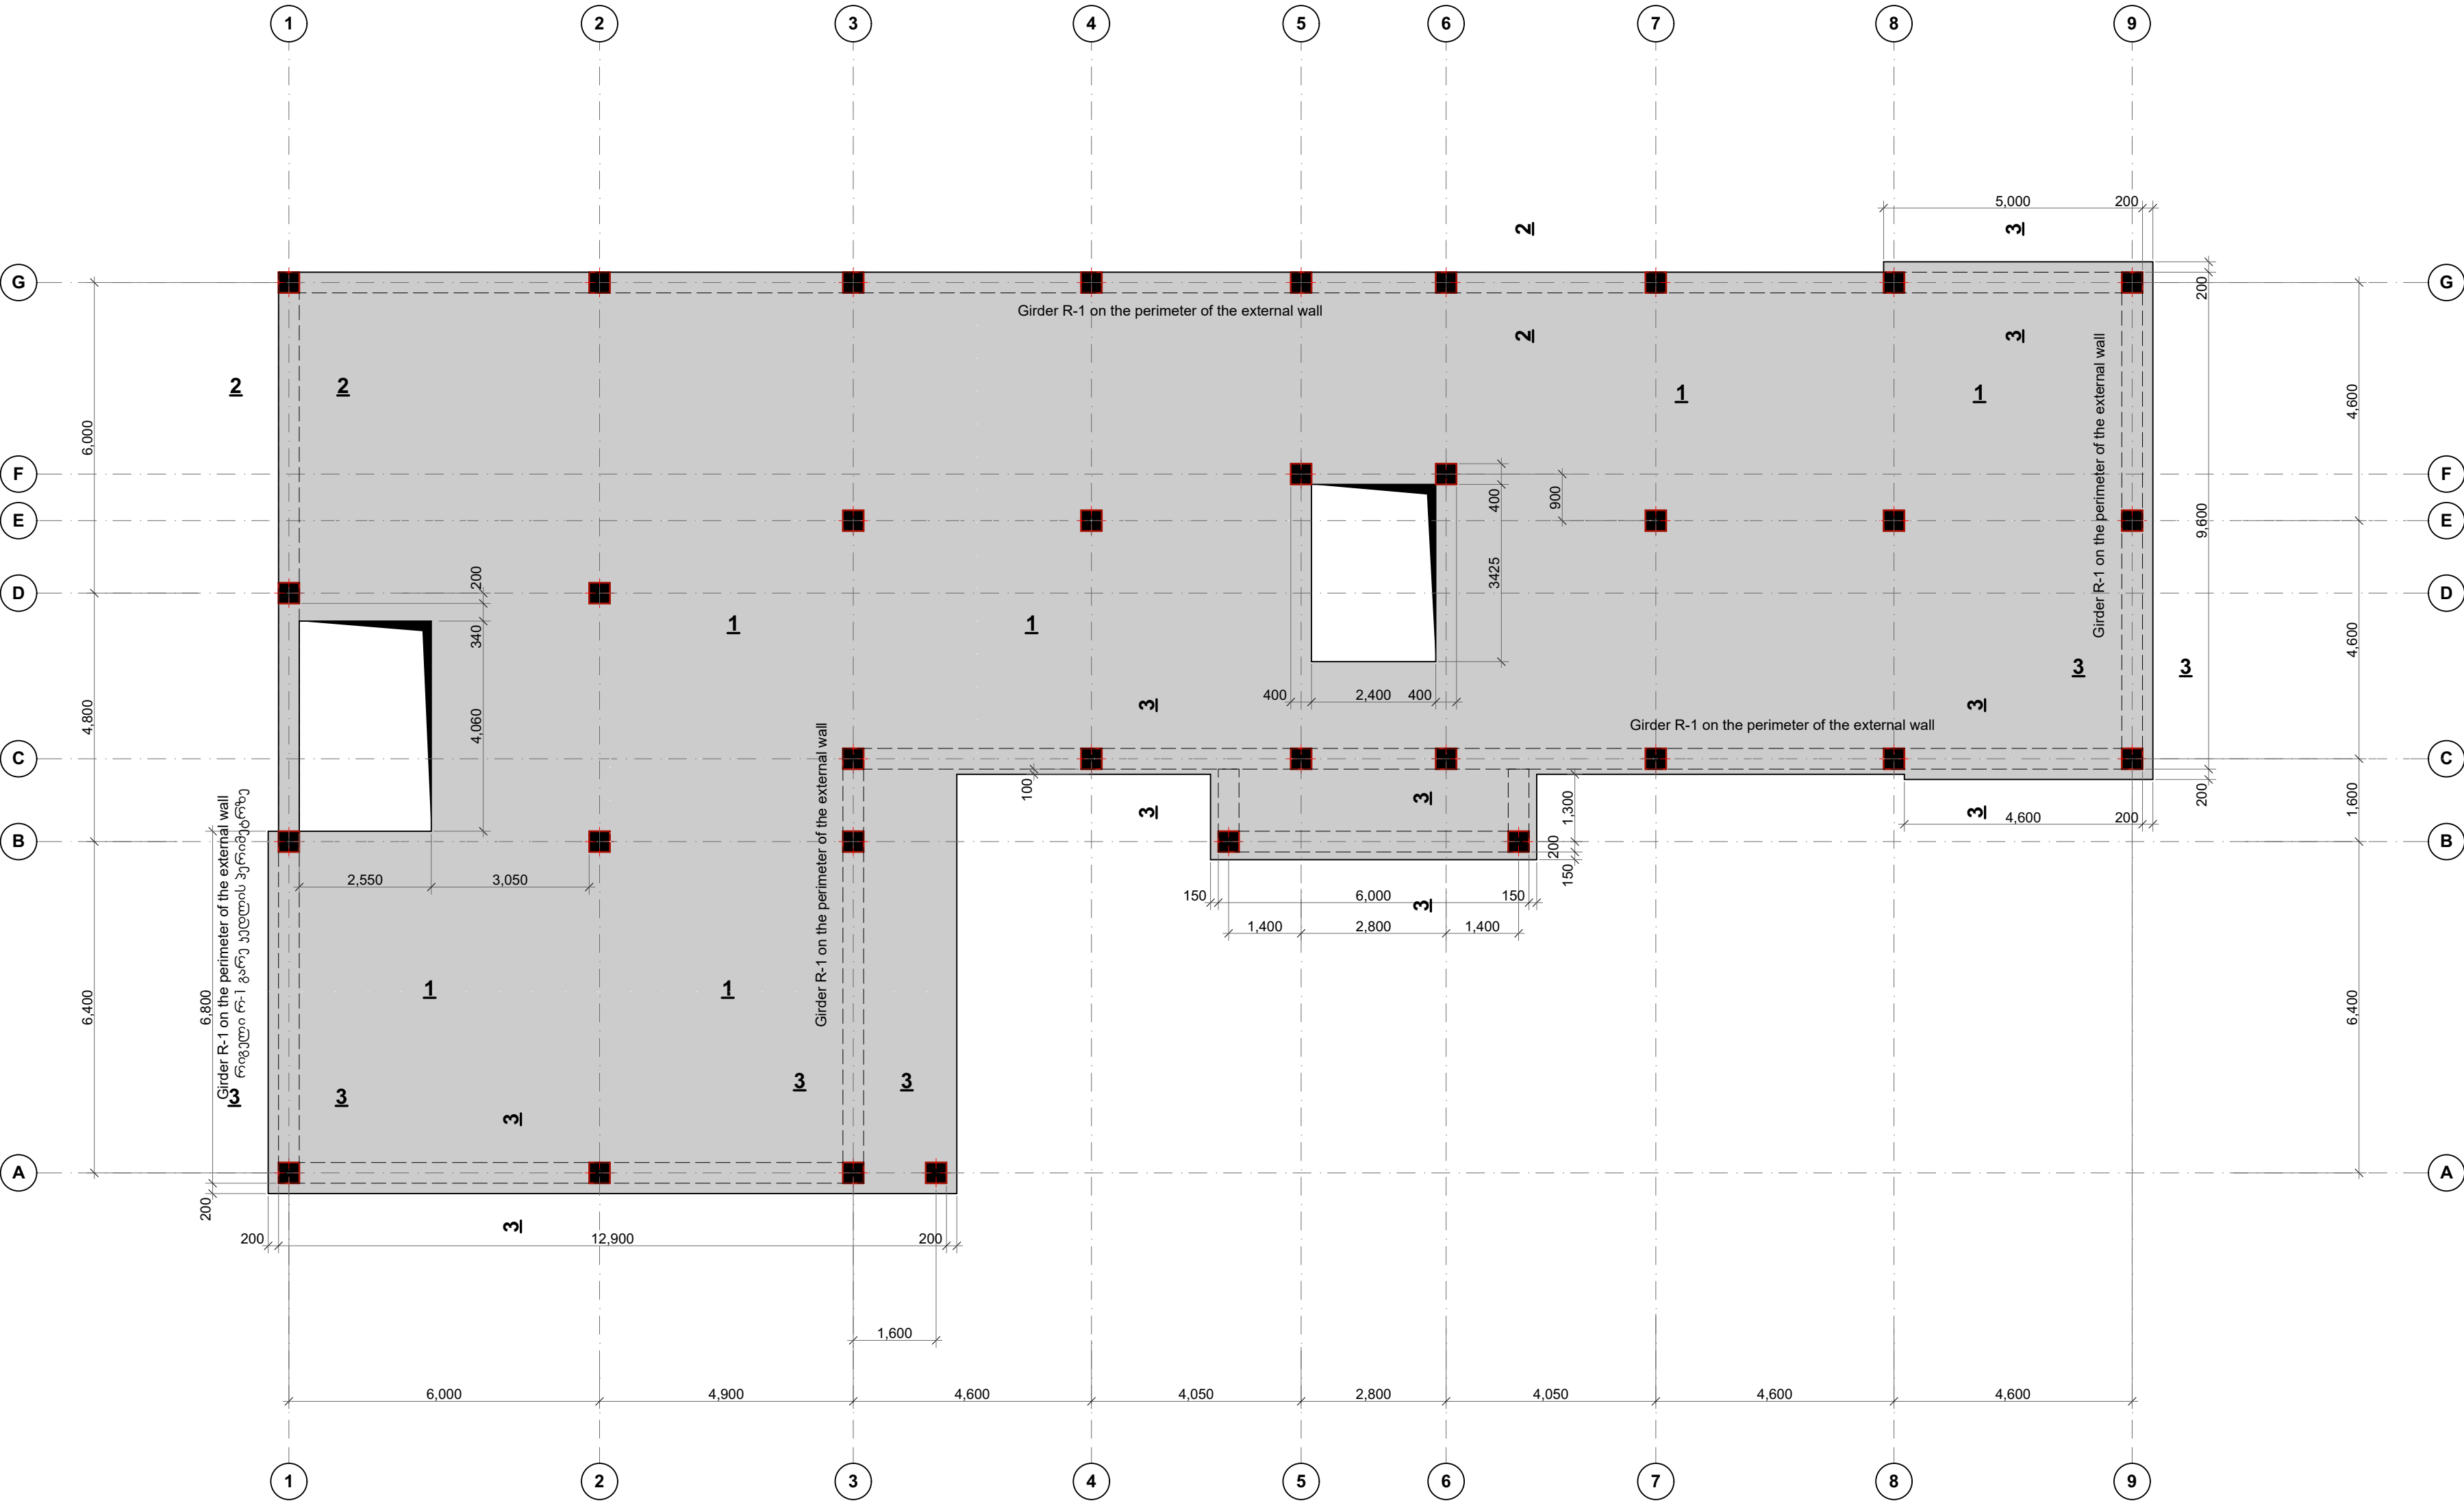 1 2 3 4 5 6 7 8 9
5,000 200
2 3
G G
200
Girder R-1 on the perimeter of the external wall
2 3
2 2 1 1
Girder R-1 on the perimeter of the external wall
6,000 4,600
F F
400 900
E E
9,600
3425
200
D D
340
1 1
4,600
3 3
400 2,400 400
3 3
4,800 4,060
Girder R-1 on the perimeter of the external wall
C C
100 200
3 3 3
1,300 4,600 200
1,600
Girder R-1 on the perimeter of the external wall
რიგელი რ-1 გარე კედლის პერიმეტრზე
Girder R-1 on the perimeter of the external wall
B B
200
150
2,550 3,050
150 6,000 150
3
1,400 2,800 1,400
1 1
6,800
6,400 6,400
3 3 3 3
3
A A
200
3
200 12,900 200
1,600
6,000 4,900 4,600 4,050 2,800 4,050 4,600 4,600
1 2 3 4 5 6 7 8 9